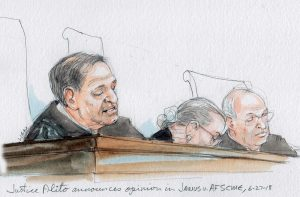 Justice Alito announces opinion in JANUS v. AFSCME, 6-27-18